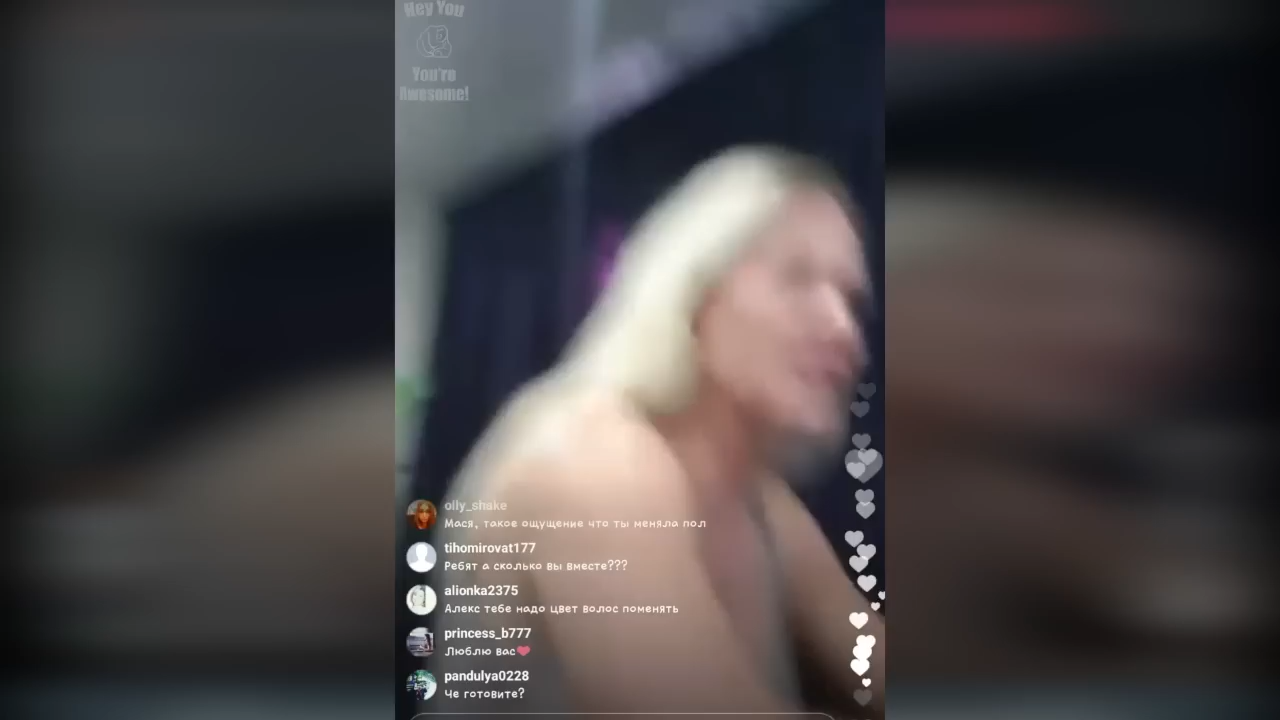 Hey You
You're
Awesome!
olly_shake
Мася, такое ощущение что ты меняла пол
tihomirovat177
Ребят а сколько вы вместе???
alionka2375
Алекс тебе надо цвет волос поменять
princess_b777
Люблю вас❤
pandulya0228
Че готовите?